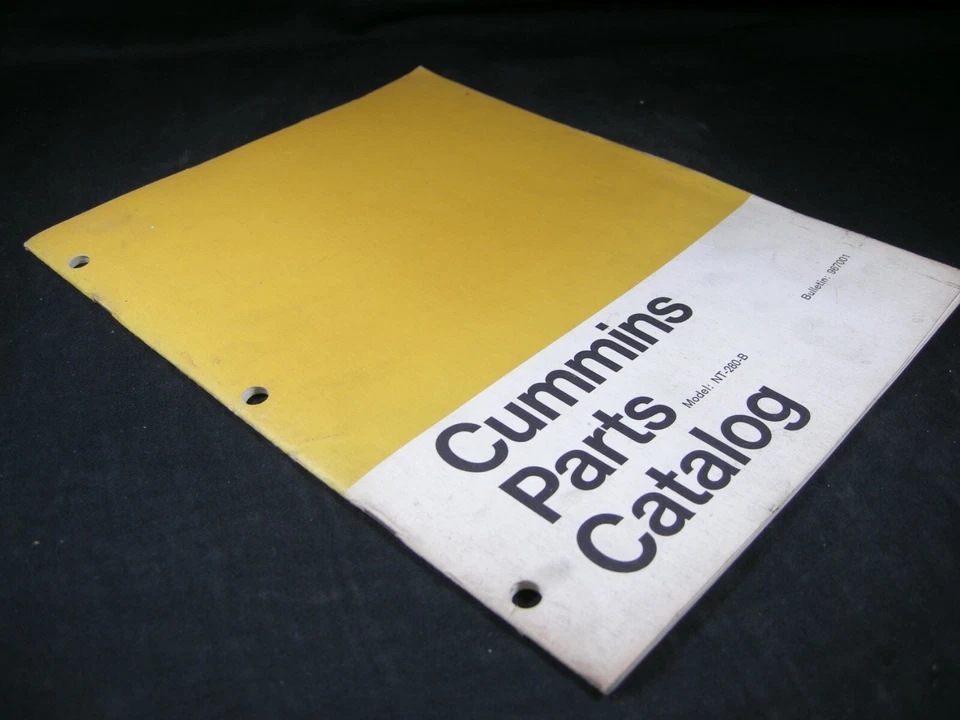 Cummins
Parts
Catalog
Model: NT-280-B
Bulletin: 967001